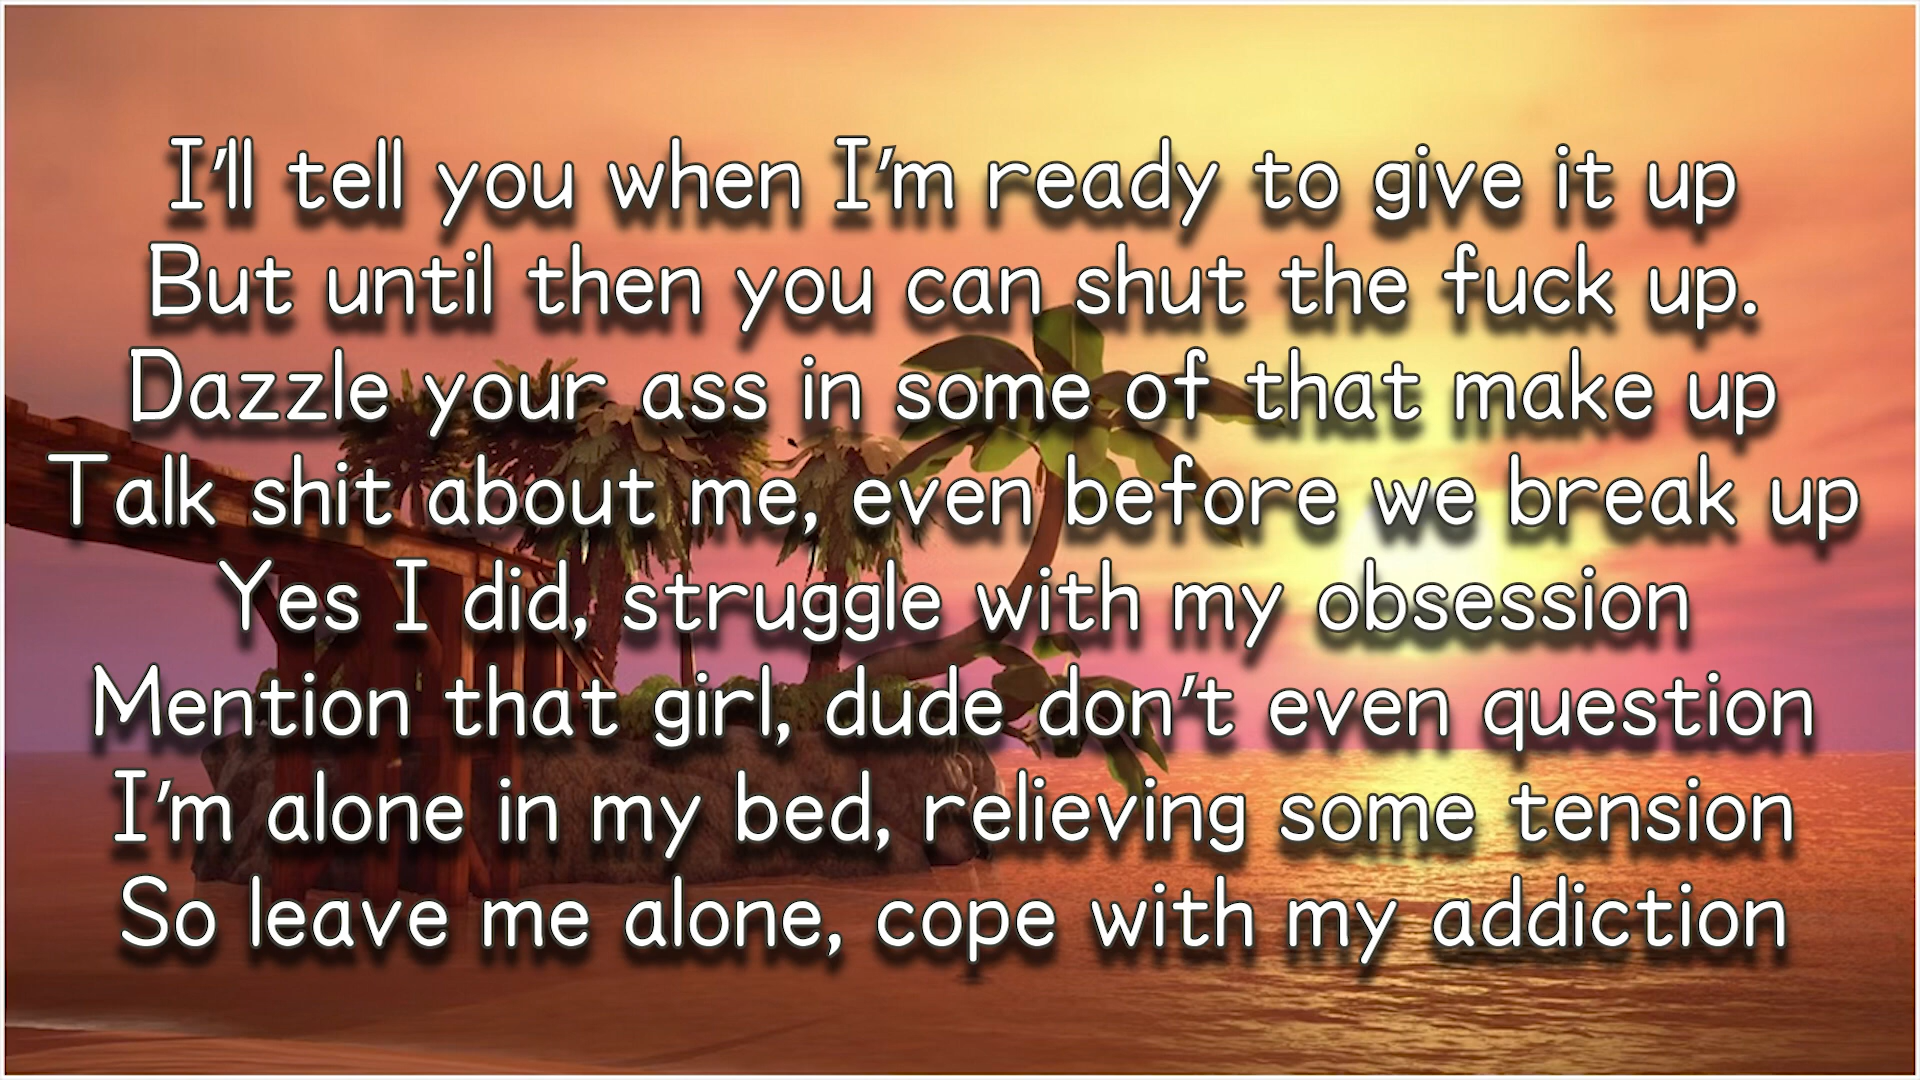 I'll tell you when I'm ready to give it up
But until then you can shut the fuck up.
Dazzle your ass in some of that make up
Talk shit about me, even before we break up
Yes I did, struggle with my obsession
Mention that girl, dude don't even question
I'm alone in my bed, relieving some tension
So leave me alone, cope with my addiction